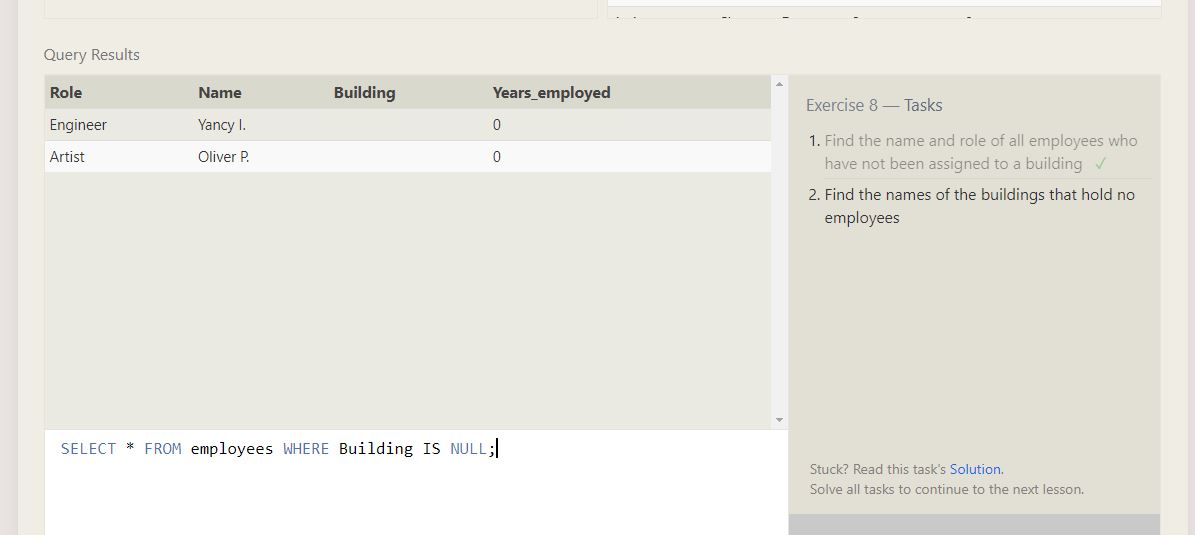 Query Results
Role Name Building Years_employed
Engineer Yancy I. 0
Artist Oliver P. 0
SELECT * FROM employees WHERE Building IS NULL;
Exercise 8 — Tasks
1. Find the name and role of all employees who
have not been assigned to a building ✓
2. Find the names of the buildings that hold no
employees
Stuck? Read this task's Solution.
Solve all tasks to continue to the next lesson.